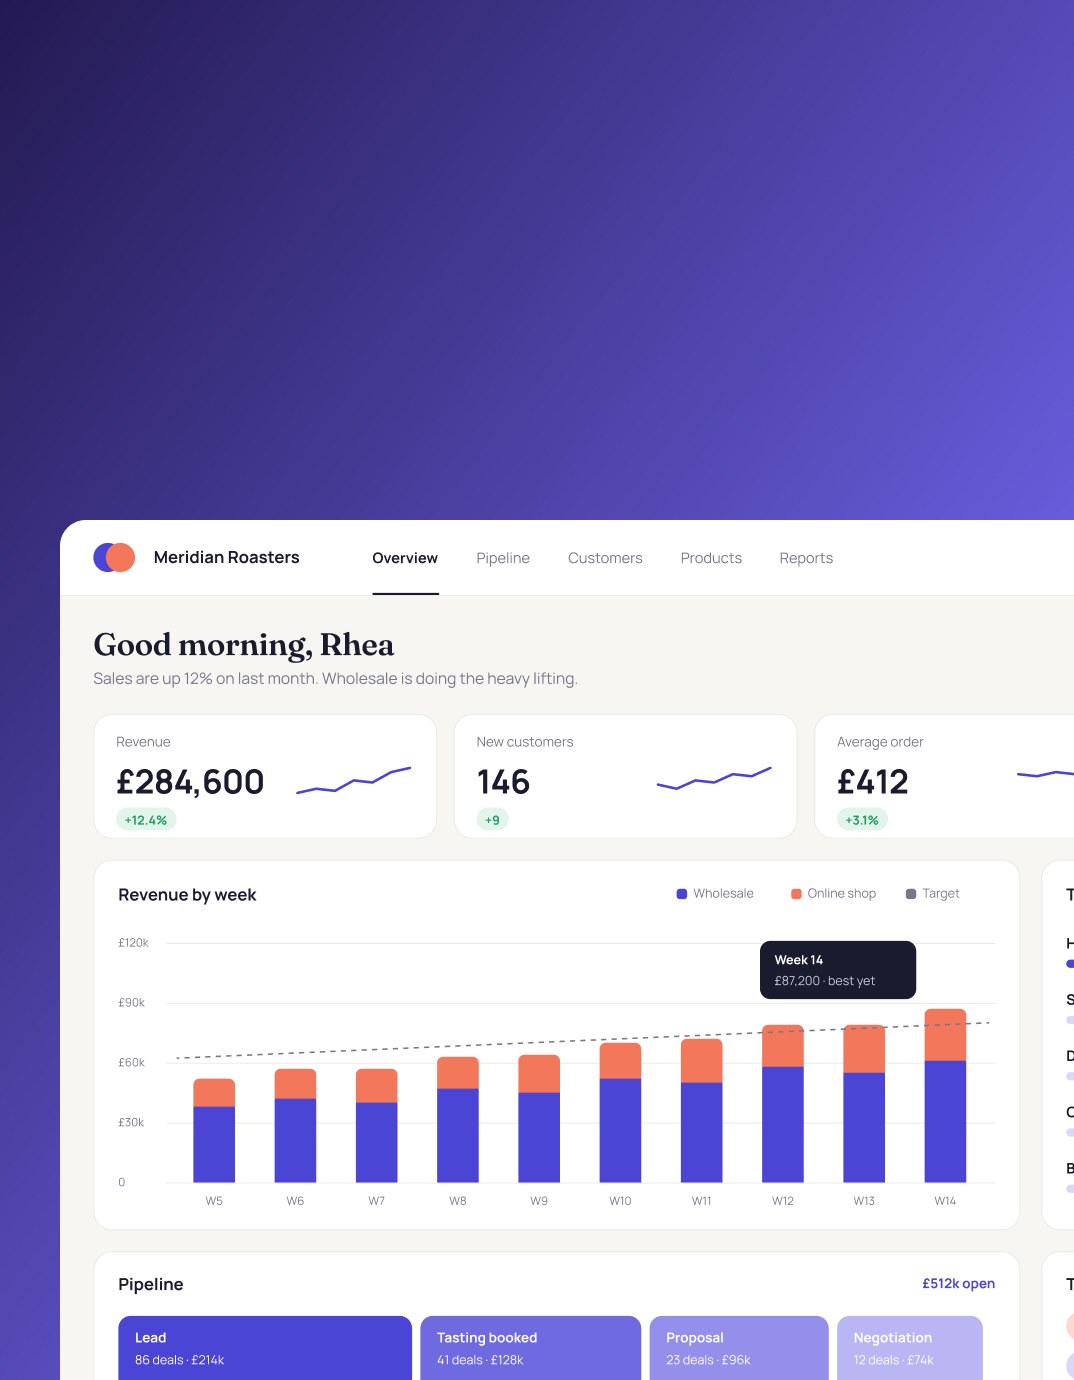 Meridian Roasters
Overview
Pipeline
Customers
Products
Reports
Good morning, Rhea
Sales are up 12% on last month. Wholesale is doing the heavy lifting.
Revenue
£284,600
+12.4%
New customers
146
+9
Average order
£412
+3.1%
Revenue by week
Wholesale
Online shop
Target
£120k
£90k
£60k
£30k
0
Week 14
£87,200 · best yet
W5
W6
W7
W8
W9
W10
W11
W12
W13
W14
Pipeline
£512k open
Lead
86 deals · £214k
Tasting booked
41 deals · £128k
Proposal
23 deals · £96k
Negotiation
12 deals · £74k